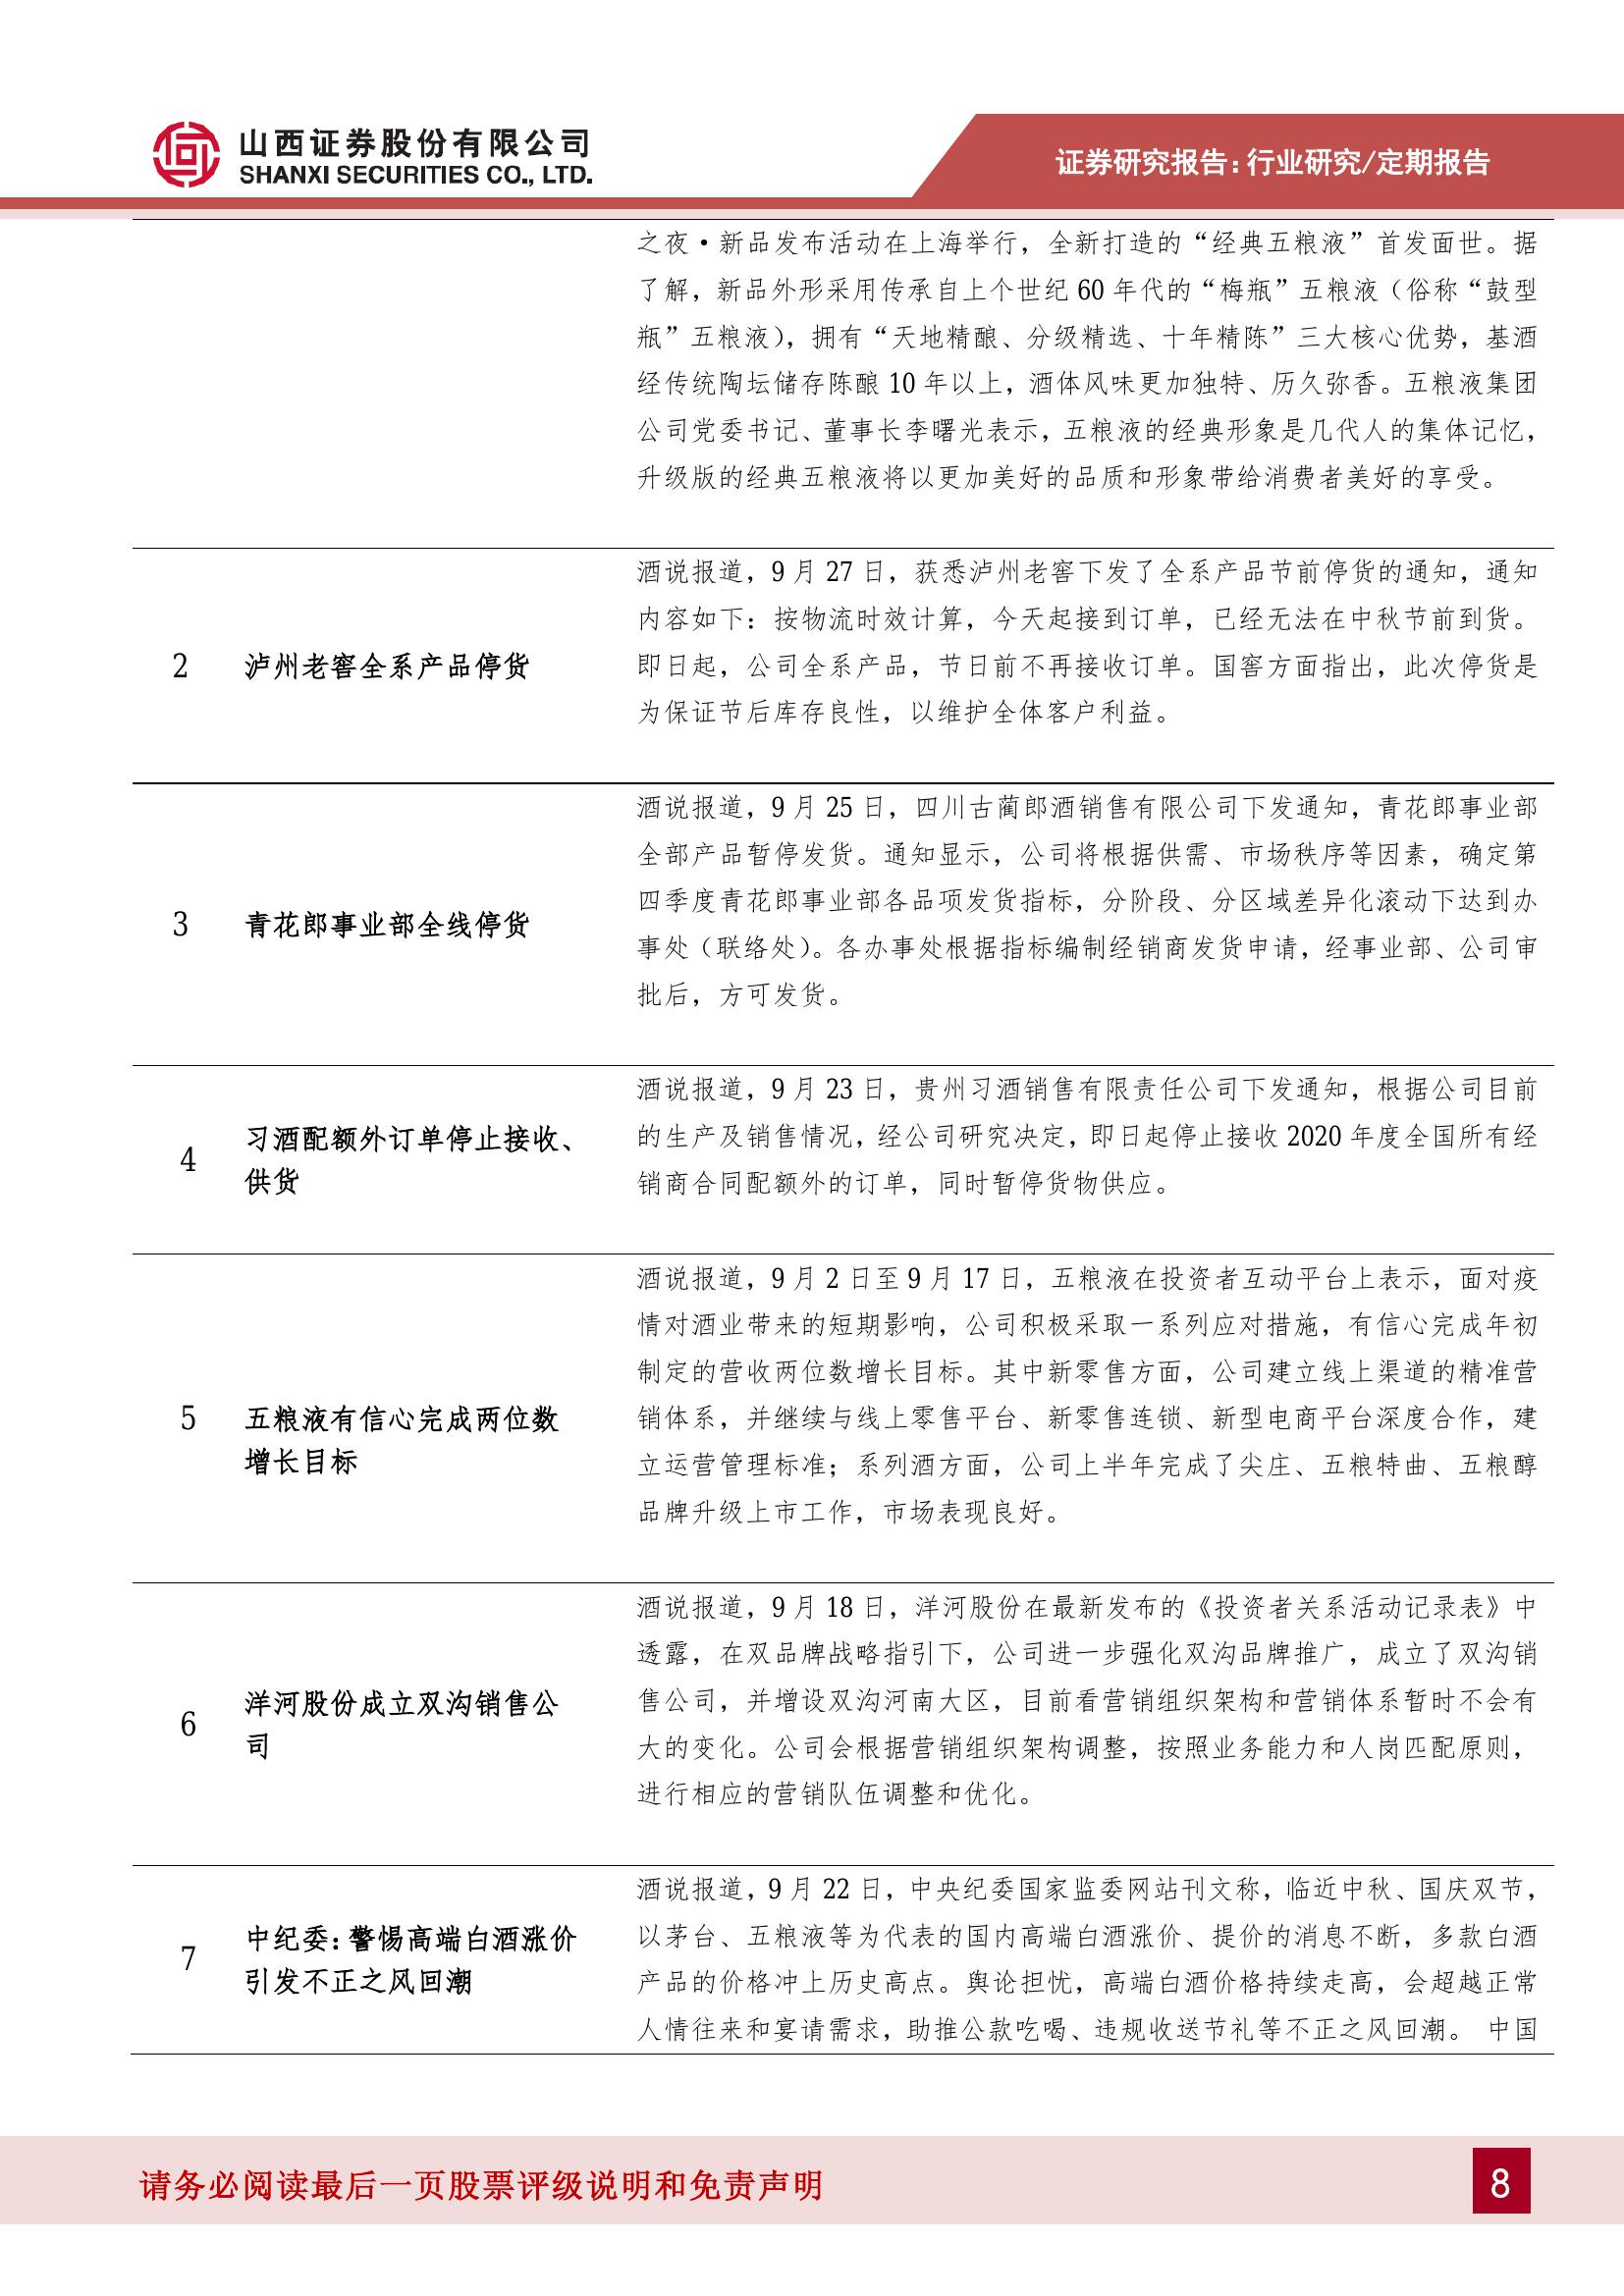 山西证券股份有限公司
SHANXI SECURITIES CO., LTD.
证券研究报告:行业研究/定期报告
之夜·新品发布活动在上海举行，全新打造的“经典五粮液”首发面世。据
了解，新品外形采用传承自上个世纪 60 年代的“梅瓶”五粮液（俗称“鼓型
瓶”五粮液），拥有“天地精酿、分级精选、十年精陈”三大核心优势，基酒
经传统陶坛储存陈酿 10 年以上，酒体风味更加独特、历久弥香。五粮液集团
公司党委书记、董事长李曙光表示，五粮液的经典形象是几代人的集体记忆，
升级版的经典五粮液将以更加美好的品质和形象带给消费者美好的享受。
2
泸州老窖全系产品停货
酒说报道，9 月 27 日，获悉泸州老窖下发了全系产品节前停货的通知，通知
内容如下：按物流时效计算，今天起接到订单，已经无法在中秋节前到货。
即日起，公司全系产品，节日前不再接收订单。国窖方面指出，此次停货是
为保证节后库存良性，以维护全体客户利益。
3
青花郎事业部全线停货
酒说报道，9 月 25 日，四川古蔺郎酒销售有限公司下发通知，青花郎事业部
全部产品暂停发货。通知显示，公司将根据供需、市场秩序等因素，确定第
四季度青花郎事业部各品项发货指标，分阶段、分区域差异化滚动下达到办
事处（联络处）。各办事处根据指标编制经销商发货申请，经事业部、公司审
批后，方可发货。
4
习酒配额外订单停止接收、
供货
酒说报道，9 月 23 日，贵州习酒销售有限责任公司下发通知，根据公司目前
的生产及销售情况，经公司研究决定，即日起停止接收 2020 年度全国所有经
销商合同配额外的订单，同时暂停货物供应。
5
五粮液有信心完成两位数
增长目标
酒说报道，9 月 2 日至 9 月 17 日，五粮液在投资者互动平台上表示，面对疫
情对酒业带来的短期影响，公司积极采取一系列应对措施，有信心完成年初
制定的营收两位数增长目标。其中新零售方面，公司建立线上渠道的精准营
销体系，并继续与线上零售平台、新零售连锁、新型电商平台深度合作，建
立运营管理标准；系列酒方面，公司上半年完成了尖庄、五粮特曲、五粮醇
品牌升级上市工作，市场表现良好。
6
洋河股份成立双沟销售公
司
酒说报道，9 月 18 日，洋河股份在最新发布的《投资者关系活动记录表》中
透露，在双品牌战略指引下，公司进一步强化双沟品牌推广，成立了双沟销
售公司，并增设双沟河南大区，目前看营销组织架构和营销体系暂时不会有
大的变化。公司会根据营销组织架构调整，按照业务能力和人岗匹配原则，
进行相应的营销队伍调整和优化。
7
中纪委:警惕高端白酒涨价
引发不正之风回潮
酒说报道，9 月 22 日，中央纪委国家监委网站刊文称，临近中秋、国庆双节，
以茅台、五粮液等为代表的国内高端白酒涨价、提价的消息不断，多款白酒
产品的价格冲上历史高点。舆论担忧，高端白酒价格持续走高，会超越正常
人情往来和宴请需求，助推公款吃喝、违规收送节礼等不正之风回潮。 中国
请务必阅读最后一页股票评级说明和免责声明
8